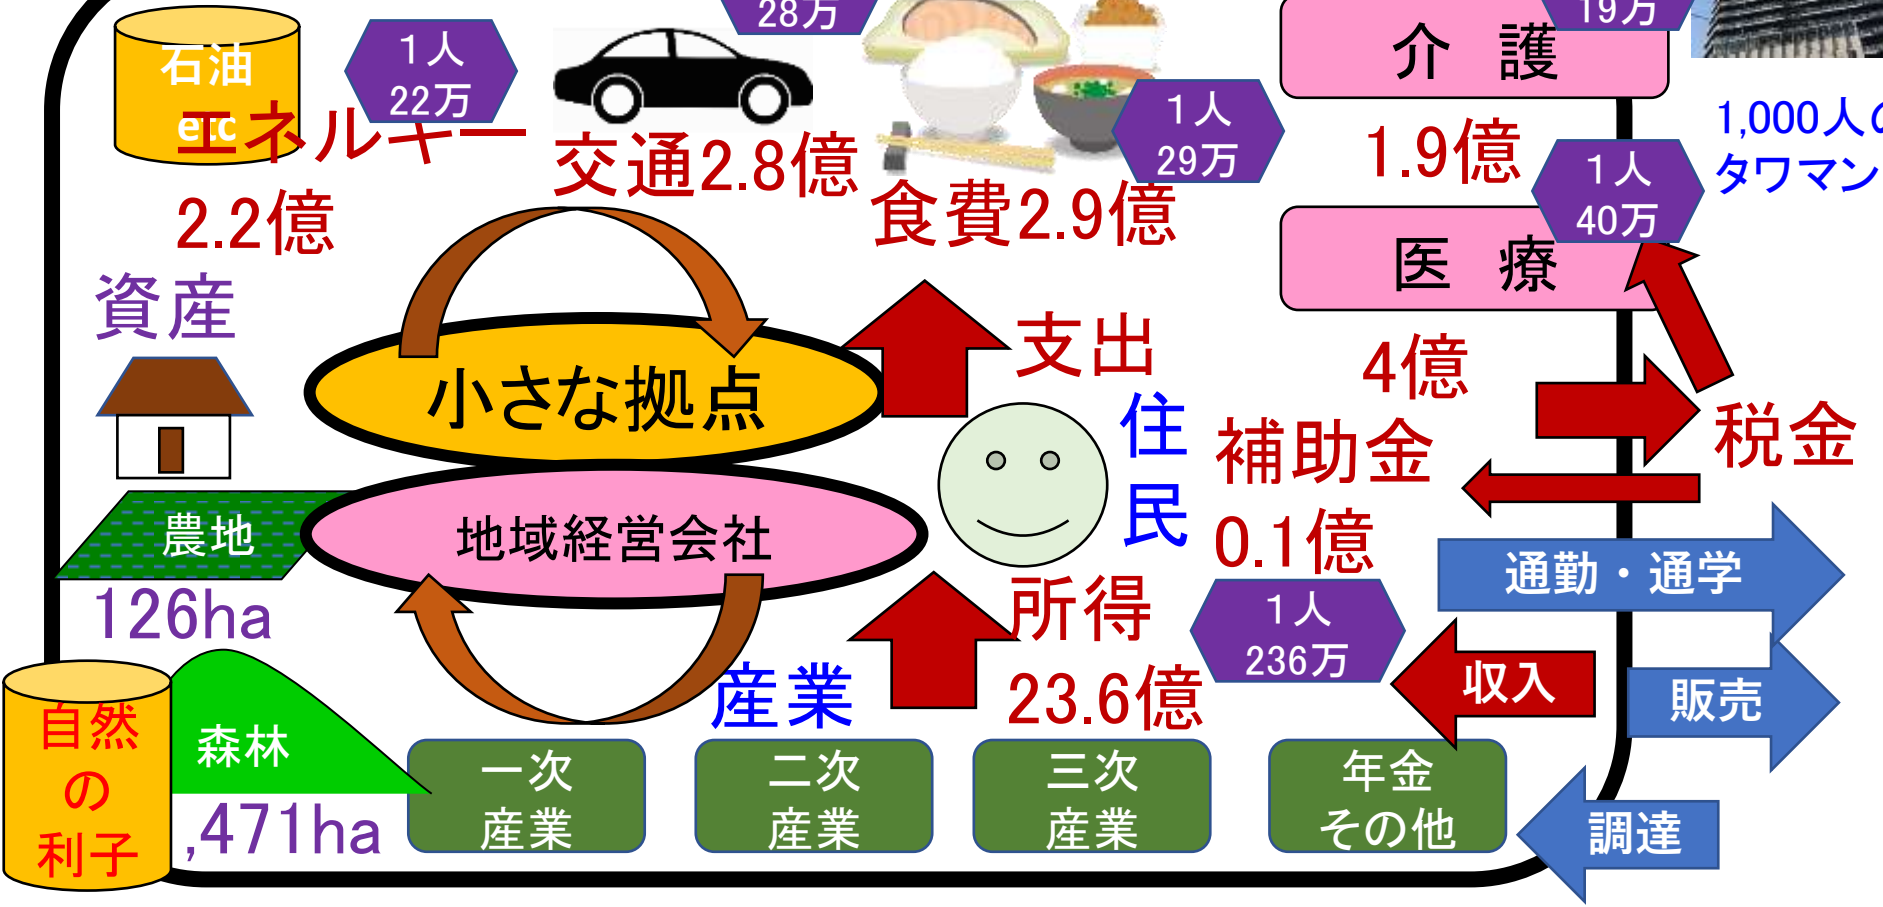 28万
19万
石油
etc
1人
22万
エネルギー
2.2億
交通2.8億
1人
29万
食費2.9億
介 護
1.9億
1人
40万
1,000人の
タワマン
医 療
4億
資産
小さな拠点
支出
住民
補助金
0.1億
税金
農地
126ha
地域経営会社
通勤・通学
所得
23.6億
1人
236万
収入
販売
産業
自然
の
利子
森林
,471ha
一次
産業
二次
産業
三次
産業
年金
その他
調達